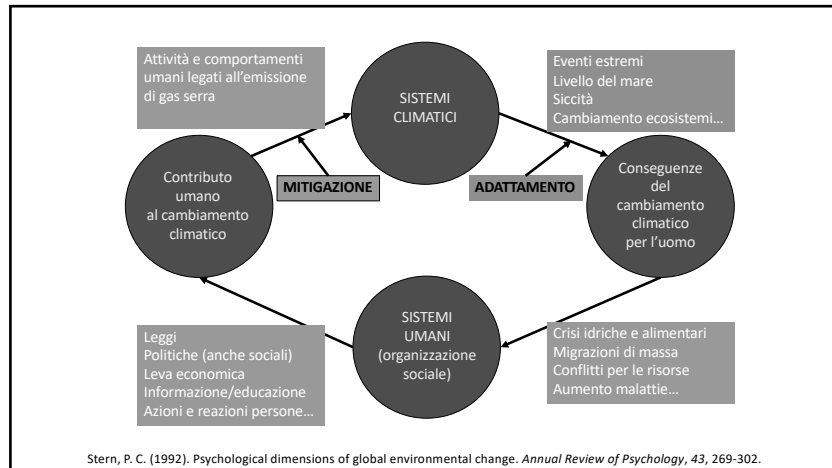 Attività e comportamenti
umani legati all'emissione
di gas serra
SISTEMI
CLIMATICI
Eventi estremi
Livello del mare
Siccità
Cambiamento ecosistemi…
Contributo
umano
al cambiamento
climatico
MITIGAZIONE
ADATTAMENTO
Conseguenze
del
cambiamento
climatico
per l'uomo
Leggi
Politiche (anche sociali)
Leva economica
Informazione/educazione
Azioni e reazioni persone…
SISTEMI
UMANI
(organizzazione
sociale)
Crisi idriche e alimentari
Migrazioni di massa
Conflitti per le risorse
Aumento malattie…
Stern, P. C. (1992). Psychological dimensions of global environmental change. Annual Review of Psychology, 43, 269-302.